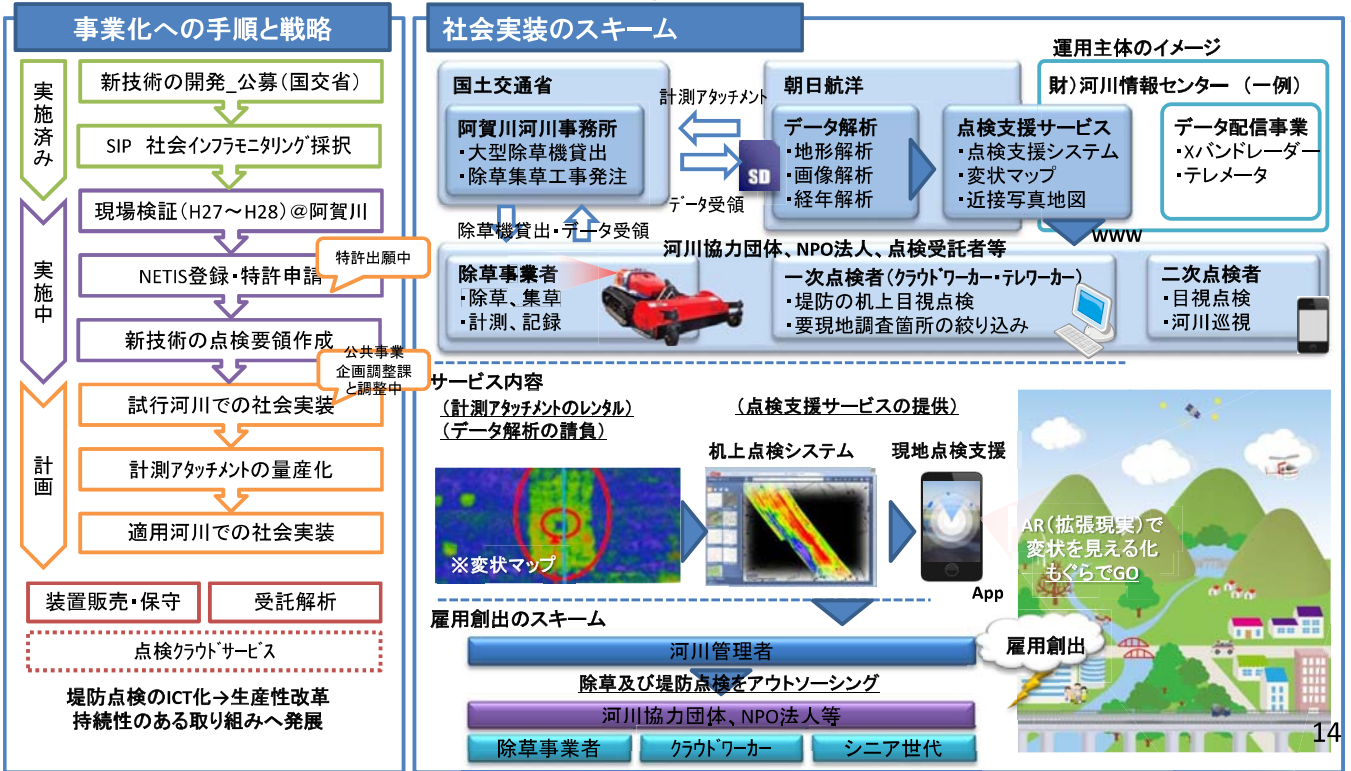 事業化への手順と戦略
実施済み
新技術の開発_公募(国交省)
SIP 社会インフラモニタリング採択
実施中
現場検証(H27～H28)@阿賀川
特許出願中
NETIS登録・特許申請
新技術の点検要領作成
公共事業
企画調整課
と調整中
計画
試行河川での社会実装
計測アタッチメントの量産化
適用河川での社会実装
装置販売・保守
受託解析
点検クラウドサービス
堤防点検のICT化→生産性改革
持続性のある取り組みへ発展
社会実装のスキーム
運用主体のイメージ
国土交通省
阿賀川河川事務所
・大型除草機貸出
・除草集草工事発注
計測アタッチメント
SD
データ受領
朝日航洋
データ解析
・地形解析
・画像解析
・経年解析
点検支援サービス
・点検支援システム
・変状マップ
・近接写真地図
財)河川情報センター (一例)
データ配信事業
・Xバンドレーダー
・テレメータ
除草機貸出・データ受領
www
河川協力団体、NPO法人、点検受託者等
除草事業者
・除草、集草
・計測、記録
一次点検者(クラウドワーカー・テレワーカー)
・堤防の机上目視点検
・要現地調査箇所の絞り込み
二次点検者
・目視点検
・河川巡視
サービス内容
(計測アタッチメントのレンタル)
(データ解析の請負)
(点検支援サービスの提供)
机上点検システム
現地点検支援
※変状マップ
App
AR(拡張現実)で
変状を見える化
もぐらでGO
雇用創出のスキーム
河川管理者
雇用創出
除草及び堤防点検をアウトソーシング
河川協力団体、NPO法人等
除草事業者
クラウドワーカー
シニア世代
14